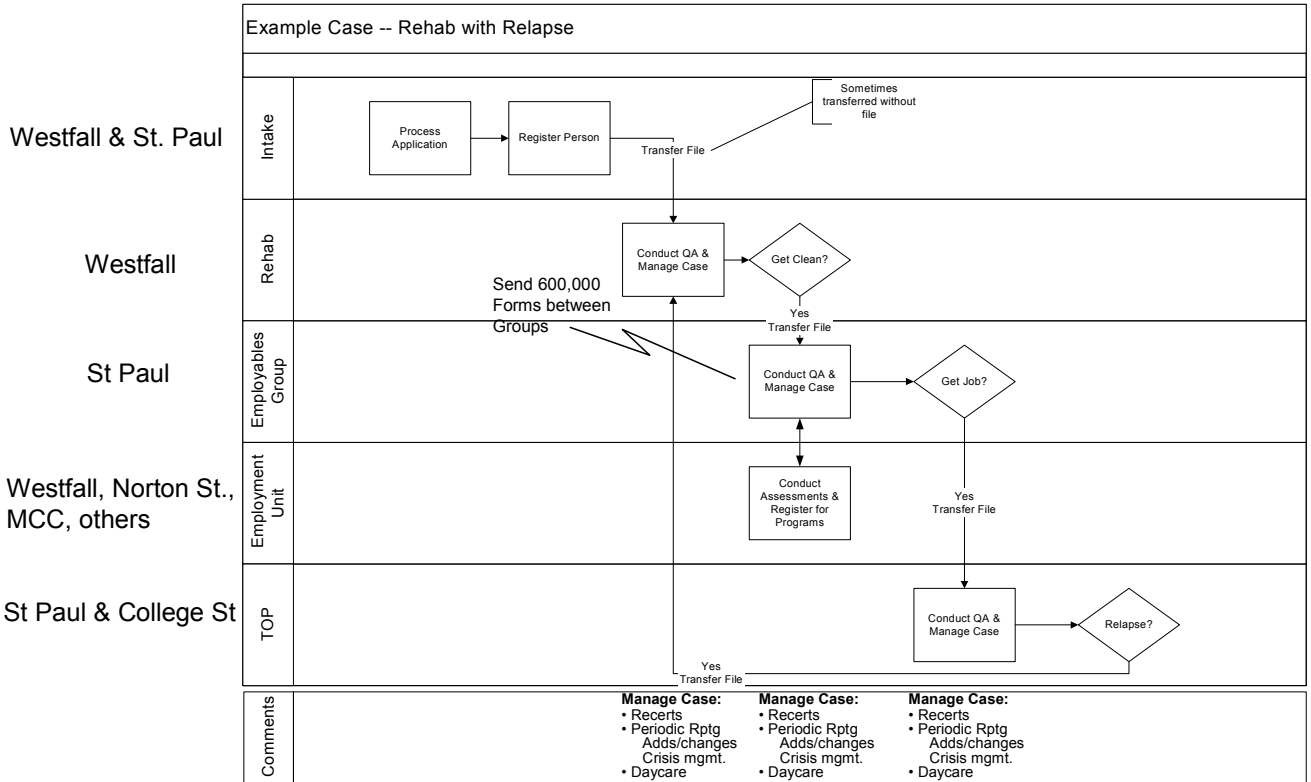 Example Case -- Rehab with Relapse
Westfall & St. Paul
Intake
Process
Application
Register Person
Transfer File
Sometimes
transferred without
file
Westfall
Rehab
Conduct QA &
Manage Case
Get Clean?
Send 600,000
Forms between
Groups
Yes
Transfer File
St Paul
Employables
Group
Conduct QA &
Manage Case
Get Job?
Westfall, Norton St.,
MCC, others
Employment
Unit
Conduct
Assessments &
Register for
Programs
Yes
Transfer File
St Paul & College St
TOP
Conduct QA &
Manage Case
Relapse?
Yes
Transfer File
Comments
Manage Case:
• Recerts
• Periodic Rptg
Adds/changes
Crisis mgmt.
• Daycare
Manage Case:
• Recerts
• Periodic Rptg
Adds/changes
Crisis mgmt.
• Daycare
Manage Case:
• Recerts
• Periodic Rptg
Adds/changes
Crisis mgmt.
• Daycare